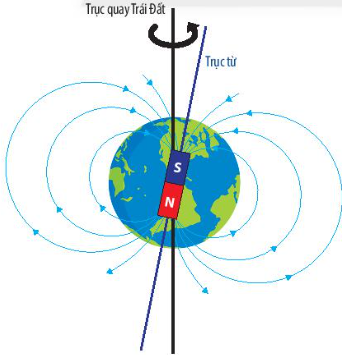 Trục quay Trái Đất
Trục từ
S
N